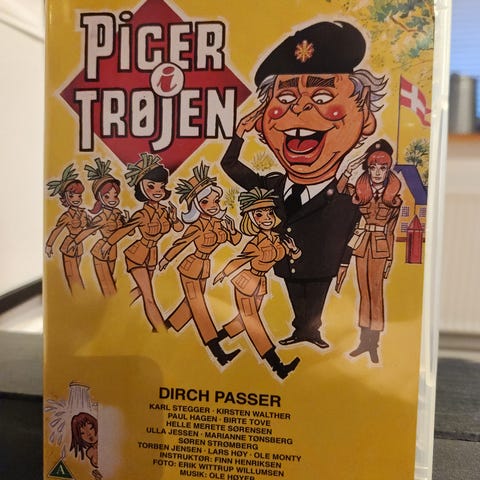 PIGER
i
TRØJEN
DIRCH PASSER
KARL STEGGER · KIRSTEN WALTHER
PAUL HAGEN · BIRTE TOVE
HELLE MERETE SØRENSEN
ULLA JESSEN · MARIANNE TØNSBERG
SØREN STRØMBERG
TORBEN JENSEN · LARS HØY · OLE MONTY
INSTRUKTØR: FINN HENRIKSEN
FOTO: ERIK WITTRUP WILLUMSEN
MUSIK: OLE HØYER
A